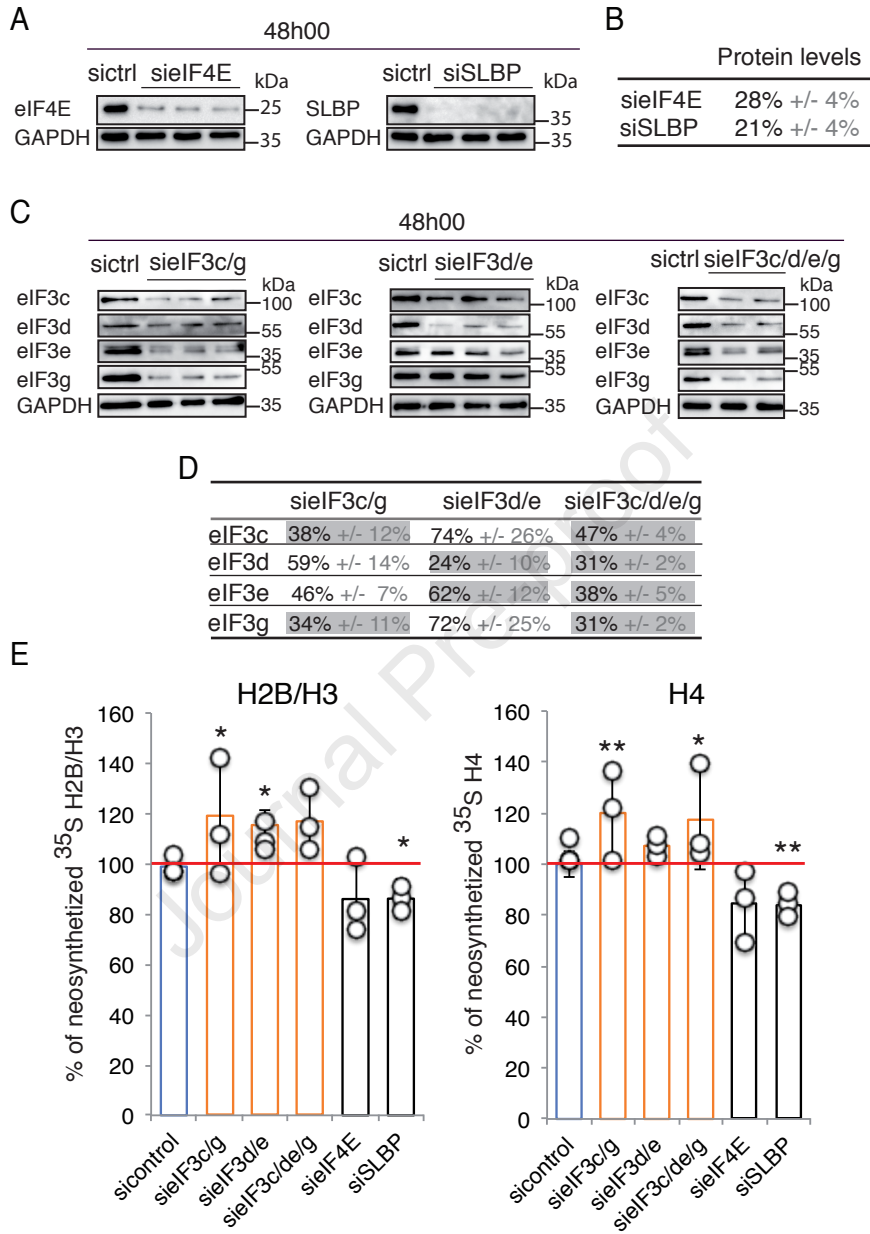 A
48h00
sictrl sieIF4E kDa
eIF4E 25
GAPDH 35
sictrl siSLBP kDa
SLBP 35
GAPDH 35
B
Protein levels
sieIF4E 28% +/- 4%
siSLBP 21% +/- 4%
C
48h00
sictrl sieIF3c/g kDa
eIF3c 100
eIF3d 55
eIF3e 35
eIF3g 55
GAPDH 35
sictrl sieIF3d/e kDa
eIF3c 100
eIF3d 55
eIF3e 35
eIF3g 55
GAPDH 35
sictrl sieIF3c/d/e/g kDa
eIF3c 100
eIF3d 55
eIF3e 35
eIF3g 55
GAPDH 35
D
sieIF3c/g sieIF3d/e sieIF3c/d/e/g
eIF3c 38% +/- 12% 74% +/- 26% 47% +/- 4%
eIF3d 59% +/- 14% 24% +/- 10% 31% +/- 2%
eIF3e 46% +/- 7% 62% +/- 12% 38% +/- 5%
eIF3g 34% +/- 11% 72% +/- 25% 31% +/- 2%
E
H2B/H3
% of neosynthetized 35S H2B/H3
160
140
120
100
80
60
40
20
0
* * *
sicontrol sieIF3c/g sieIF3d/e sieIF3c/de/g sieIF4E siSLBP
H4
% of neosynthetized 35S H4
160
140
120
100
80
60
40
20
0
** * **
sicontrol sieIF3c/g sieIF3d/e sieIF3c/de/g sieIF4E siSLBP
Journal Pre-proof